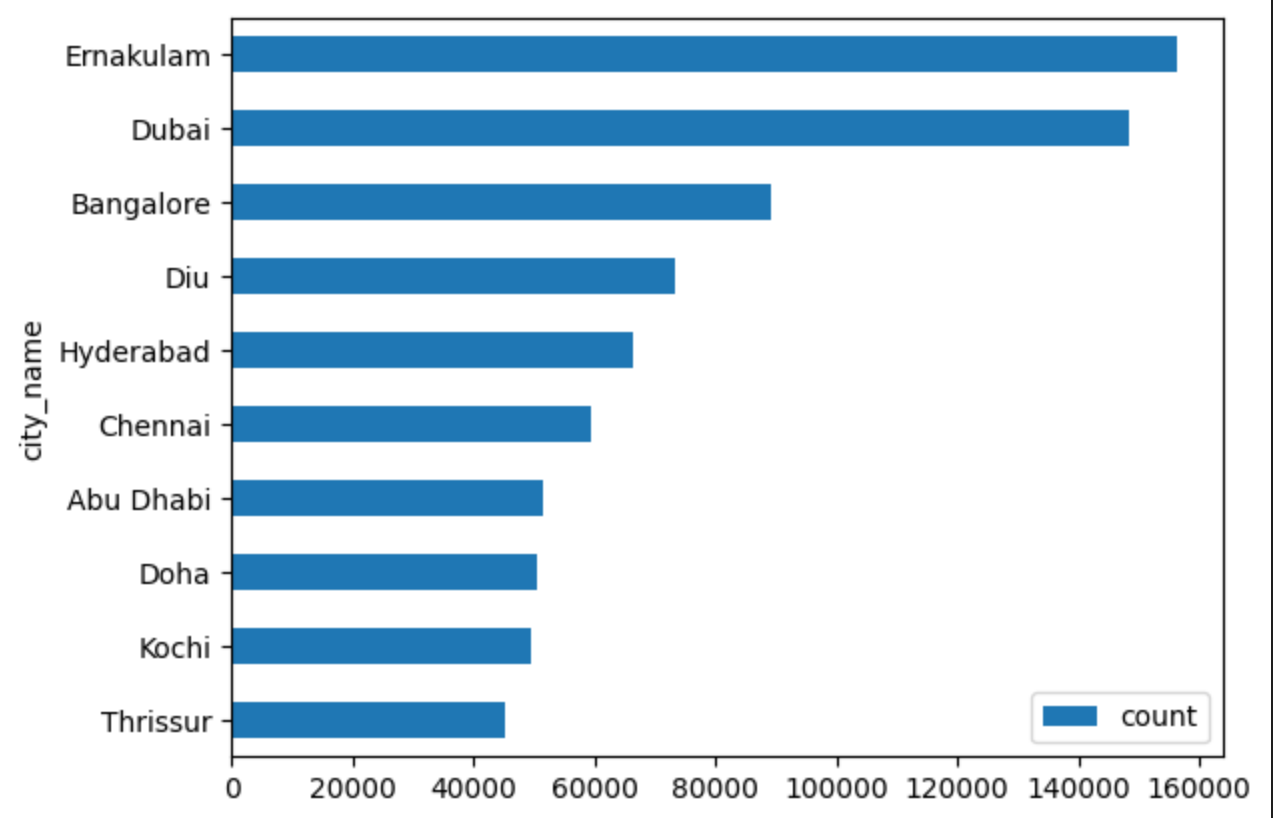 Ernakulam
Dubai
Bangalore
Diu
Hyderabad
Chennai
Abu Dhabi
Doha
Kochi
Thrissur
city_name
count
0 20000 40000 60000 80000 100000 120000 140000 160000